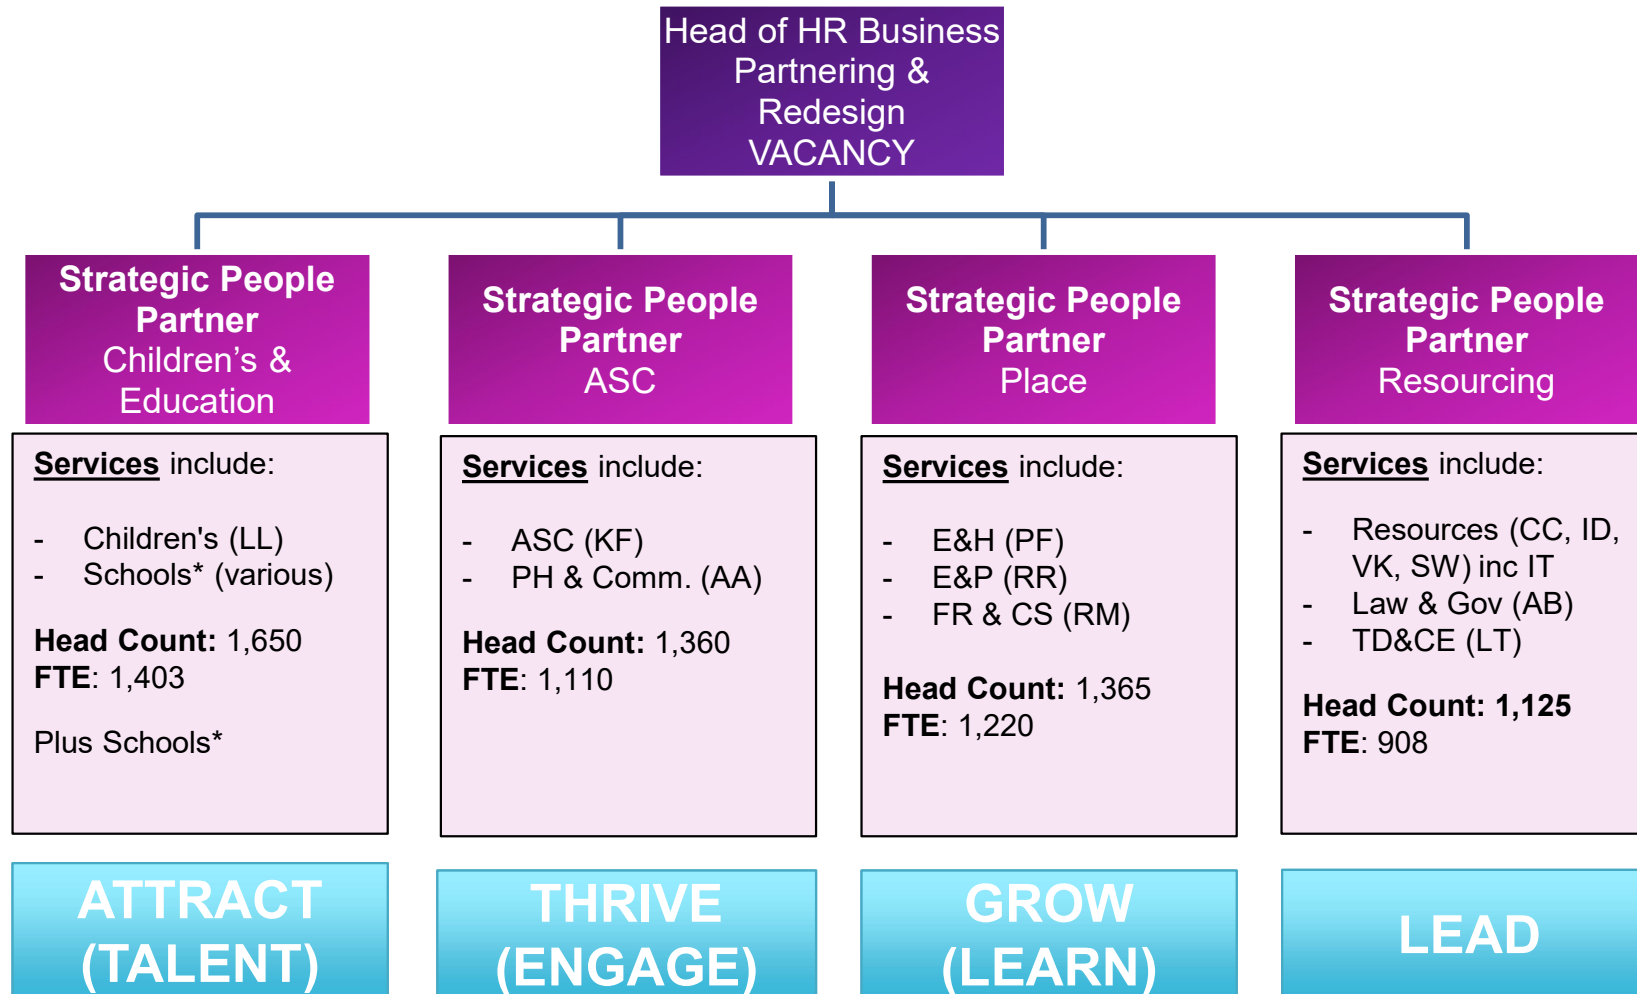 Head of HR Business
Partnering &
Redesign
VACANCY
Strategic People
Partner
Children’s &
Education
Services include:
- Children's (LL)
- Schools* (various)
Head Count: 1,650
FTE: 1,403
Plus Schools*
ATTRACT
(TALENT)
Strategic People
Partner
ASC
Services include:
- ASC (KF)
- PH & Comm. (AA)
Head Count: 1,360
FTE: 1,110
THRIVE
(ENGAGE)
Strategic People
Partner
Place
Services include:
- E&H (PF)
- E&P (RR)
- FR & CS (RM)
Head Count: 1,365
FTE: 1,220
GROW
(LEARN)
Strategic People
Partner
Resourcing
Services include:
- Resources (CC, ID,
VK, SW) inc IT
- Law & Gov (AB)
- TD&CE (LT)
Head Count: 1,125
FTE: 908
LEAD